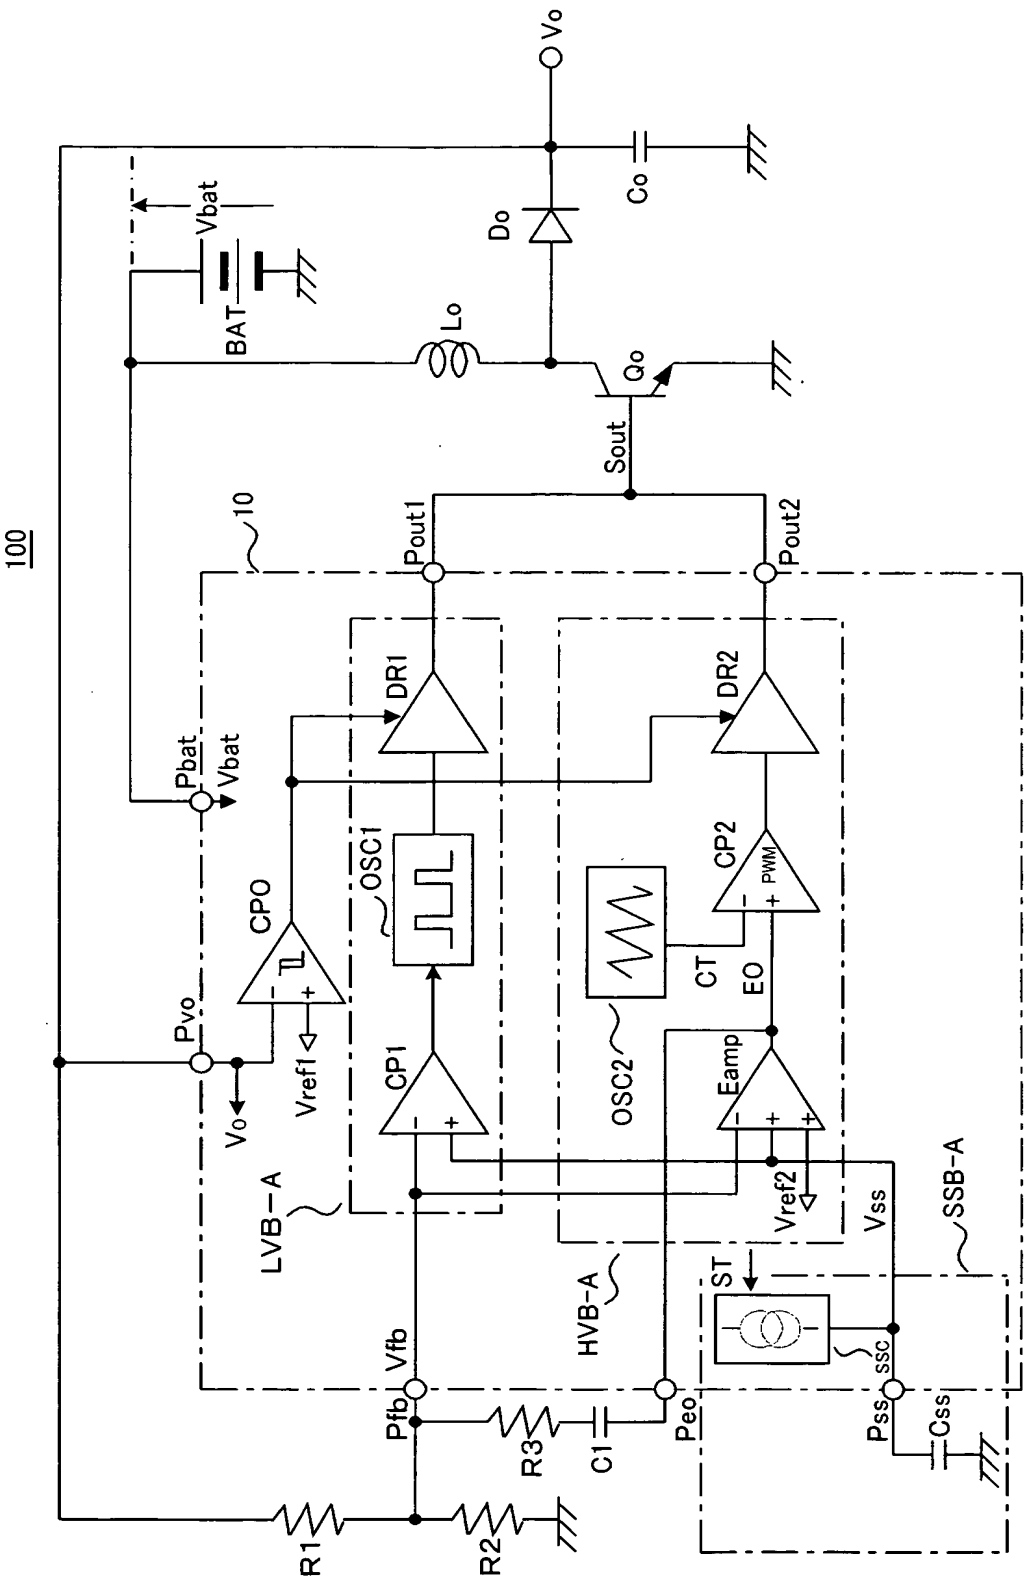 100
Vo
Vbat
BAT
Lo
Do
Co
Qo
Sout
10
Pout1
Pout2
Pbat
Vbat
Pvo
Vo
CPO
Vref1
LVB-A
CP1
OSC1
DR1
HVB-A
OSC2
CT
EO
Eamp
Vref2
CP2
PWM
DR2
Vss
SSB-A
ST
SSC
Pss
Css
Pfb
Vfb
Peo
R3
C1
R1
R2